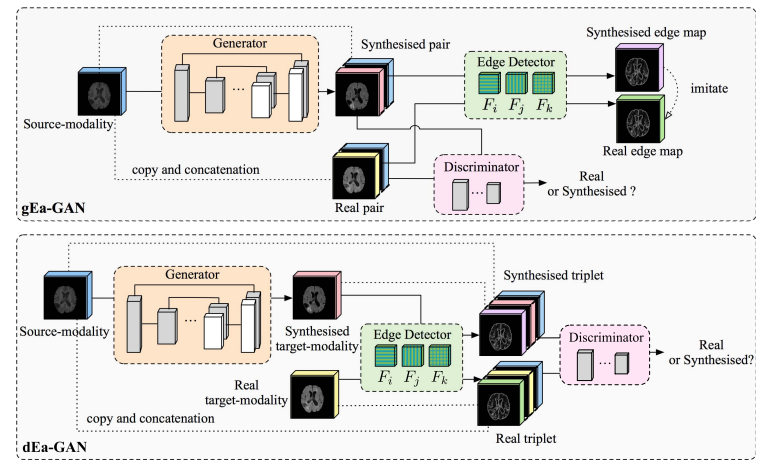 Generator
Synthesised pair
Synthesised edge map
Edge Detector
F_i F_j F_k
imitate
Source-modality
Real edge map
copy and concatenation
Discriminator
Real
or Synthesised ?
Real pair
gEa-GAN
Generator
Synthesised triplet
Source-modality
Synthesised
target-modality
Edge Detector
F_i F_j F_k
Discriminator
Real
or Synthesised?
Real
target-modality
copy and concatenation
Real triplet
dEa-GAN